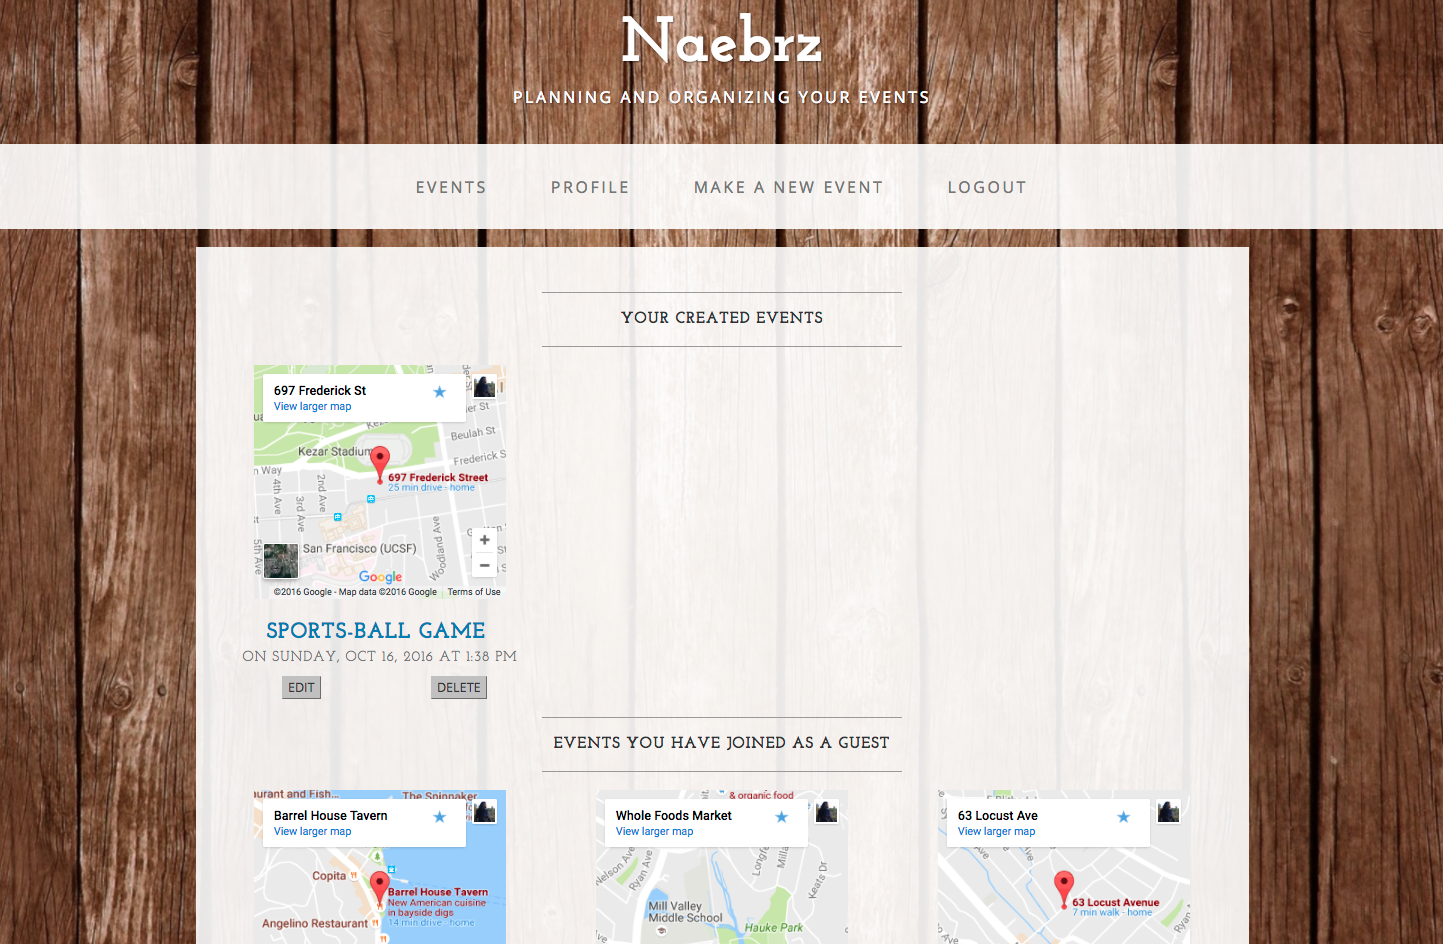 Naebrz
PLANNING AND ORGANIZING YOUR EVENTS
EVENTS PROFILE MAKE A NEW EVENT LOGOUT
YOUR CREATED EVENTS
697 Frederick St
View larger map
Beulah St
Kezar Stadium
Frederick S
n Way
697 Frederick Street
25 min drive - home
4th Ave
3rd Ave
2nd Ave
5th Ave
Woodland Ave
San Francisco (UCSF)
+
−
Google
©2016 Google - Map data ©2016 Google Terms of Use
SPORTS-BALL GAME
ON SUNDAY, OCT 16, 2016 AT 1:38 PM
EDIT DELETE
EVENTS YOU HAVE JOINED AS A GUEST
urant and Fish... The Spinnaker
Barrel House Tavern
View larger map
Copita
Barrel House Tavern
New American cuisine
in bayside digs
14 min drive - home
Angelino Restaurant
& organic food
Whole Foods Market
View larger map
Nelson Ave
Ryan Ave
Longf
Milla
Keats Dr
Mill Valley
Middle School
Hauke Park
63 Locust Ave
View larger map
63 Locust Avenue
7 min walk - home
Ryan A